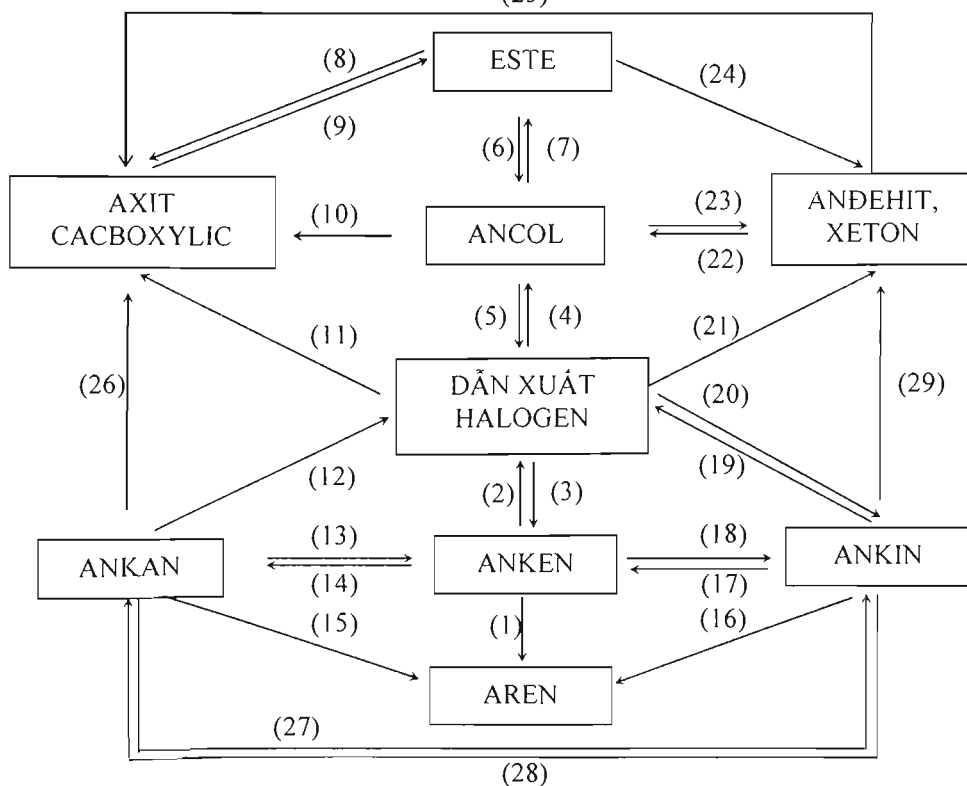 ESTE
(8)
(24)
(9)
(6)
(7)
AXIT
CACBOXYLIC
(10)
ANCOL
(23)
(22)
ANĐEHIT,
XETON
(5)
(4)
(11)
(21)
(26)
DẪN XUẤT
HALOGEN
(20)
(29)
(19)
(12)
(2)
(3)
ANKAN
(13)
(14)
ANKEN
(18)
(17)
ANKIN
(15)
(1)
(16)
AREN
(27)
(28)